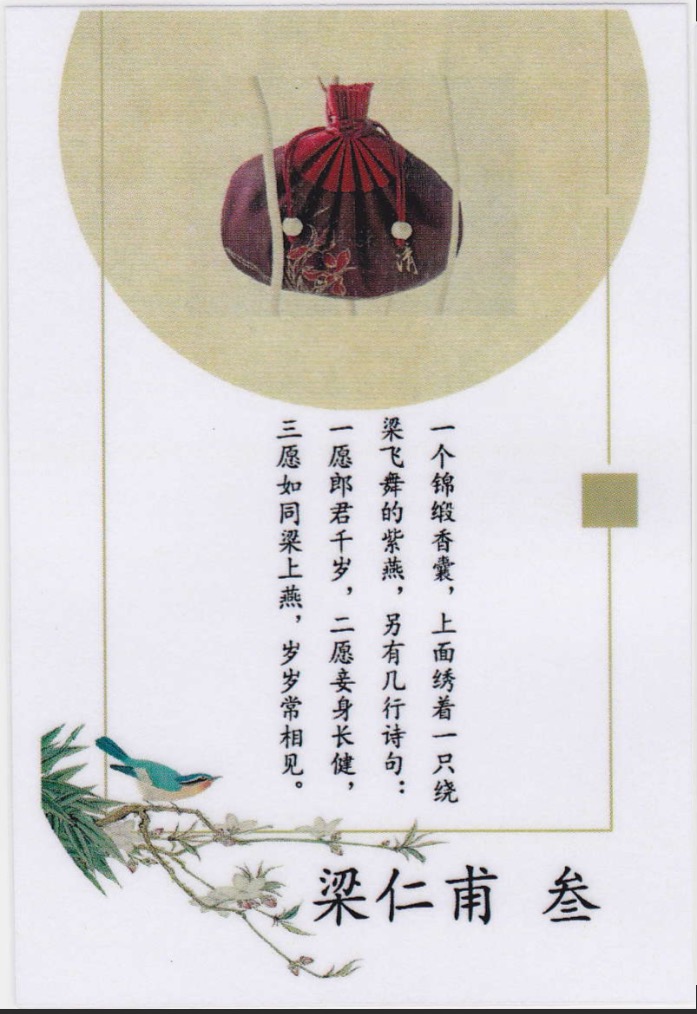 清
一个锦缎香囊，上面绣着一只绕
梁飞舞的紫燕，另有几行诗句：
一愿郎君千岁，二愿妾身长健，
三愿如同梁上燕，岁岁常相见。
梁仁甫 叁